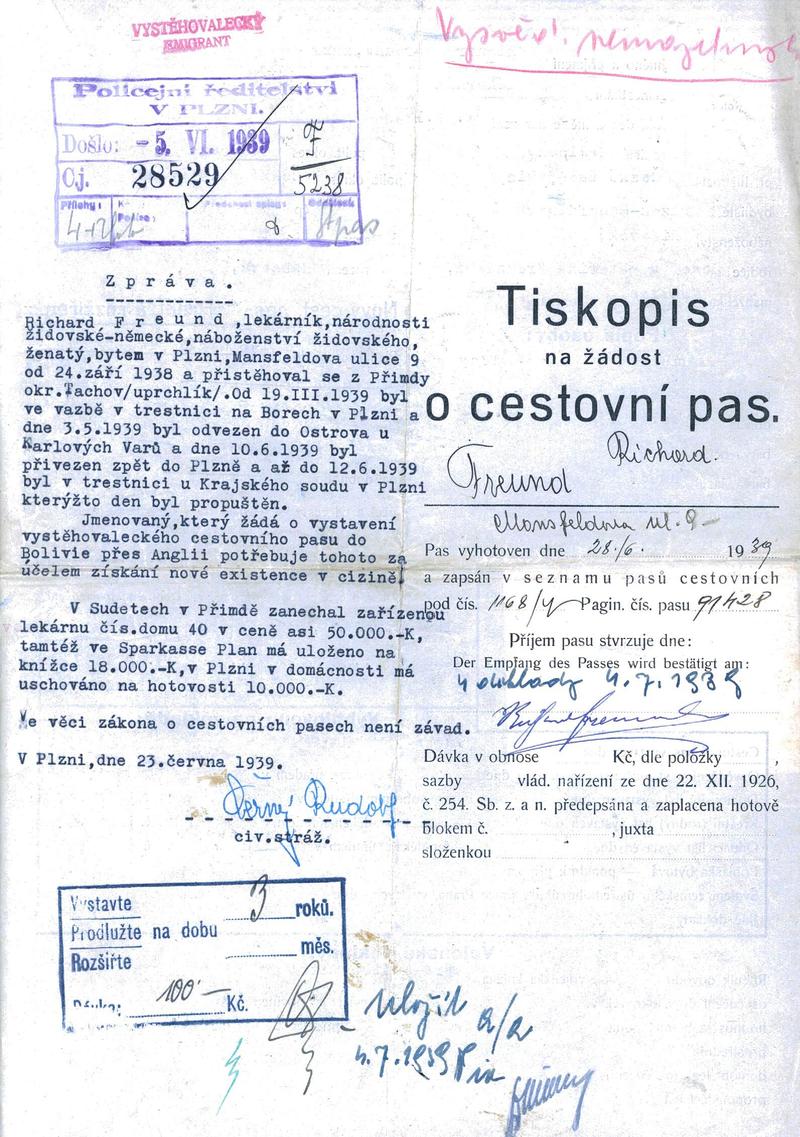 VYSTĚHOVALECKÝ
EMIGRANT
Vysvěd. nemajetnosti
Policejní ředitelství
V PLZNI.
Došlo: - 5. VI. 1939
F
Čj. 28529
5238
Přílohy:
Z p r á v a .
Richard F r e u n d ,lekárník,národnosti
židovské-německé,náboženství židovského,
ženatý,bytem v Plzni,Mansfeldova ulice 9
od 24.září 1938 a přistěhoval se z Přimdy
okr.Tachov/uprchlík/.Od 19.III.1939 byl
ve vazbě v trestnici na Borech v Plzni a
dne 3.5.1939 byl odvezen do Ostrova u
Karlových Varů a dne 10.6.1939 byl
přivezen zpět do Plzně a až do 12.6.1939
byl v trestnici u Krajského soudu v Plzni
kterýžto den byl propuštěn.
Jmenovaný,který žádá o vystavení
vystěhovaleckého cestovního pasu do
Bolivie přes Anglii potřebuje tohoto za
účelem získání nové existence v cizině.
V Sudetech v Přimdě zanechal zařízenou
lekárnu čís.domu 40 v ceně asi 50.000.-K,
tamtéž ve Sparkasse Plan má uloženo na
knížce 18.000.-K,v Plzni v domácnosti má
uschováno na hotovosti 10.000.-K.
Ve věci zákona o cestovních pasech není závad.
V Plzni,dne 23.června 1939.
Černý Rudolf
civ.stráž.
Vystavte 3 roků.
Prodlužte na dobu
Rozšiřte měs.
Dávka: 100·— Kč.
Uložit a/a
4.7.1939
Tiskopis
na žádost
o cestovní pas.
Richard.
Freund
Mansfeldova ul. 9
Pas vyhotoven dne 28./6. 1939
a zapsán v seznamu pasů cestovních
pod čís. 1168/ Pagin. čís. pasu 91428
Příjem pasu stvrzuje dne:
Der Empfang des Passes wird bestätigt am:
4 doklady 4.7.1939
Dávka v obnose Kč, dle položky ,
sazby vlád. nařízení ze dne 22. XII. 1926,
č. 254. Sb. z. a n. předepsána a zaplacena hotově
blokem č. , juxta
složenkou